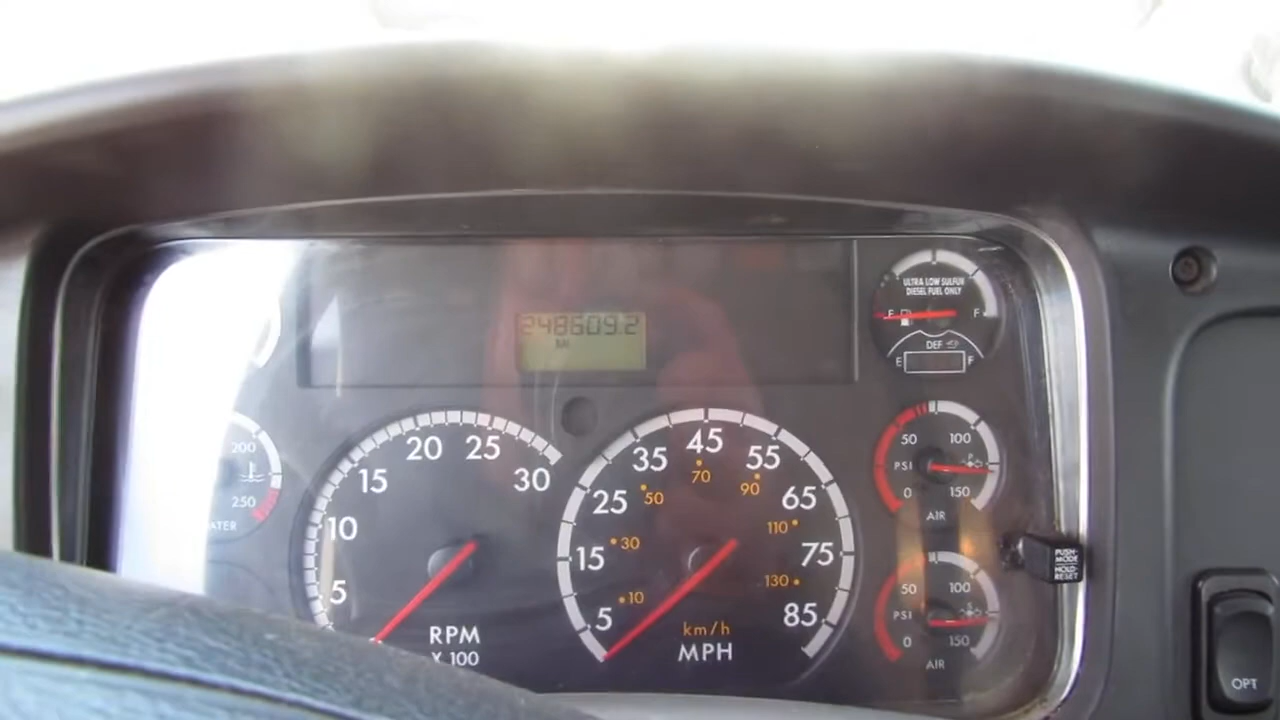 248609.2
MI
ULTRA LOW SULFUR
DIESEL FUEL ONLY
E F
DEF
E F
200
250
WATER
5 10 15 20 25 30
RPM
X 100
5 15 25 35 45 55 65 75 85
10 30 50 70 90 110 130
km/h
MPH
50 100
PSI
0 150
AIR
50 100
PSI
0 150
AIR
PUSH-
MODE
HOLD-
RESET
OPT